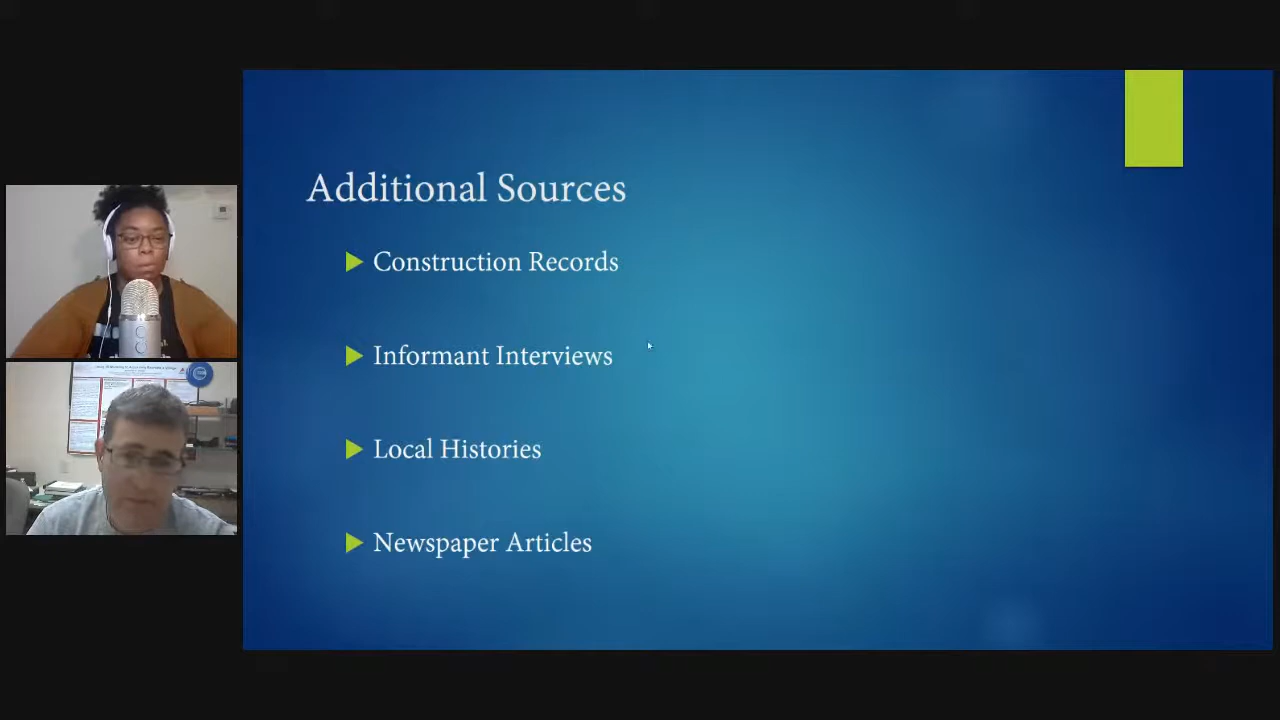 Additional Sources
Construction Records
Informant Interviews
Local Histories
Newspaper Articles